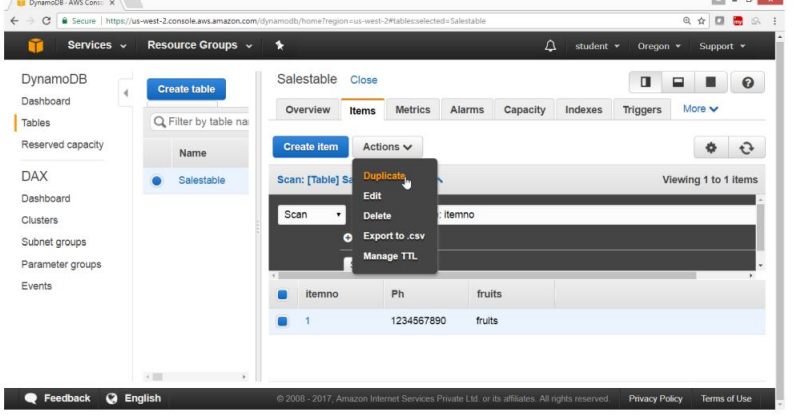 DynamoDB - AWS Conso
Secure | https://us-west-2.console.aws.amazon.com/dynamodb/home?region=us-west-2#tables:selected=Salestable
Services Resource Groups student Oregon Support
DynamoDB
Dashboard
Tables
Reserved capacity
DAX
Dashboard
Clusters
Subnet groups
Parameter groups
Events
Create table
Filter by table na
Name
Salestable
Salestable Close
Overview Items Metrics Alarms Capacity Indexes Triggers More
Create item Actions
Scan: [Table] Sa
Viewing 1 to 1 items
Duplicate
Edit
Delete
Export to .csv
Manage TTL
Scan : itemno
itemno Ph fruits
1 1234567890 fruits
Feedback English © 2008 - 2017, Amazon Internet Services Private Ltd. or its affiliates. All rights reserved. Privacy Policy Terms of Use